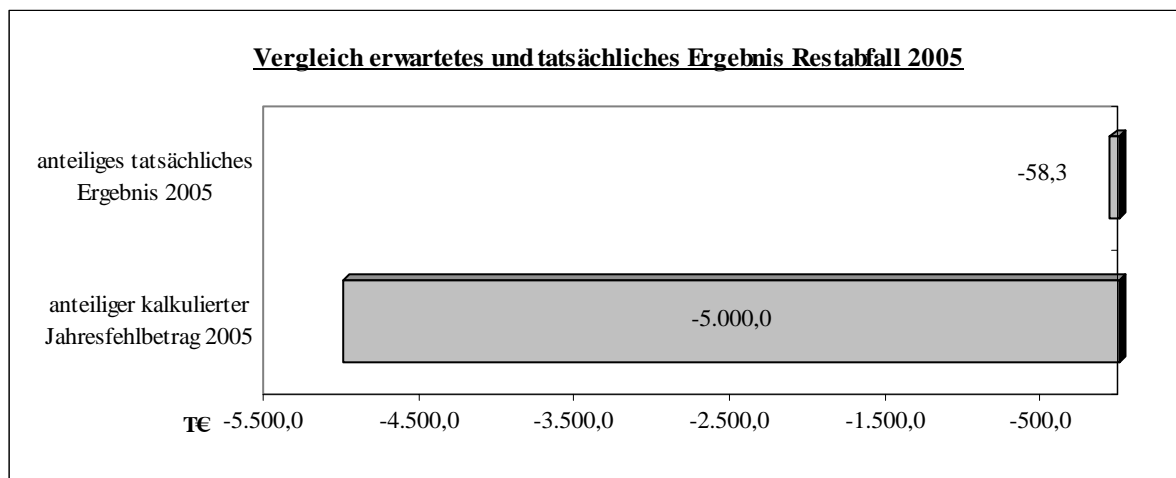 Vergleich erwartetes und tatsächliches Ergebnis Restabfall 2005
anteiliges tatsächliches
Ergebnis 2005
-58,3
anteiliger kalkulierter
Jahresfehlbetrag 2005
-5.000,0
T€ -5.500,0 -4.500,0 -3.500,0 -2.500,0 -1.500,0 -500,0